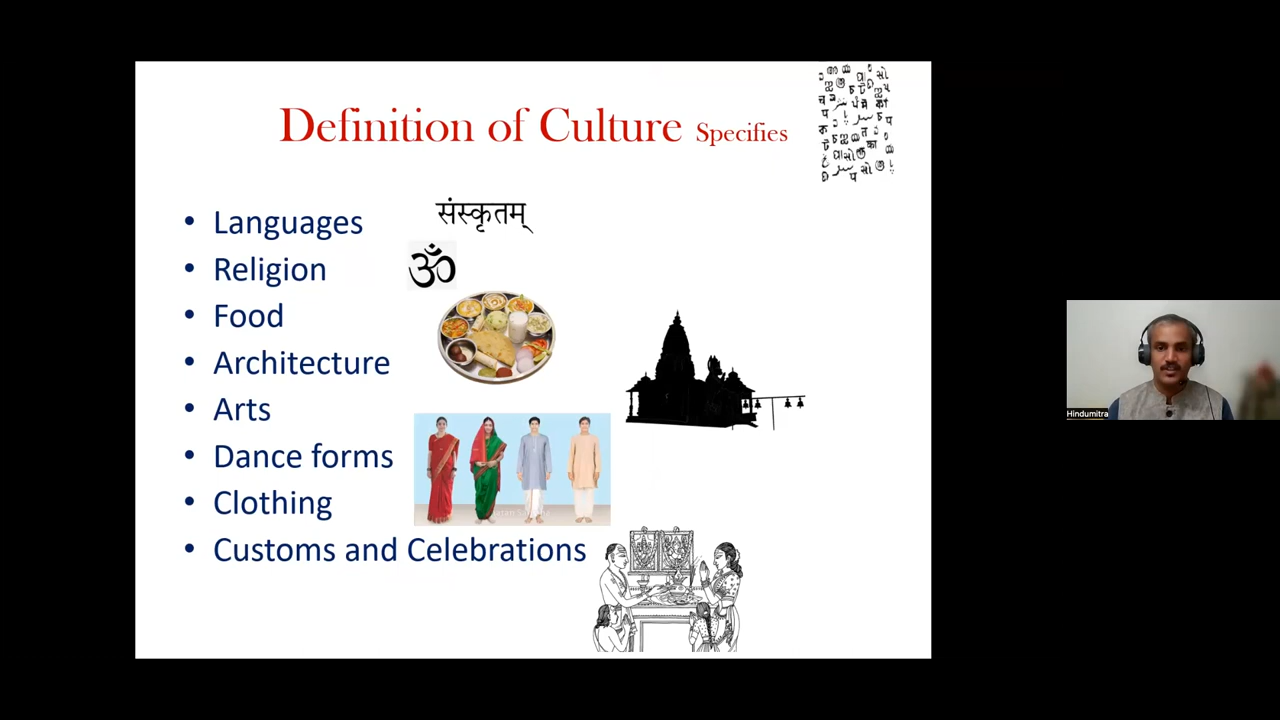 Definition of Culture Specifies
• Languages
संस्कृतम्
• Religion
ॐ
• Food
• Architecture
• Arts
• Dance forms
• Clothing
• Customs and Celebrations
Hindumitra